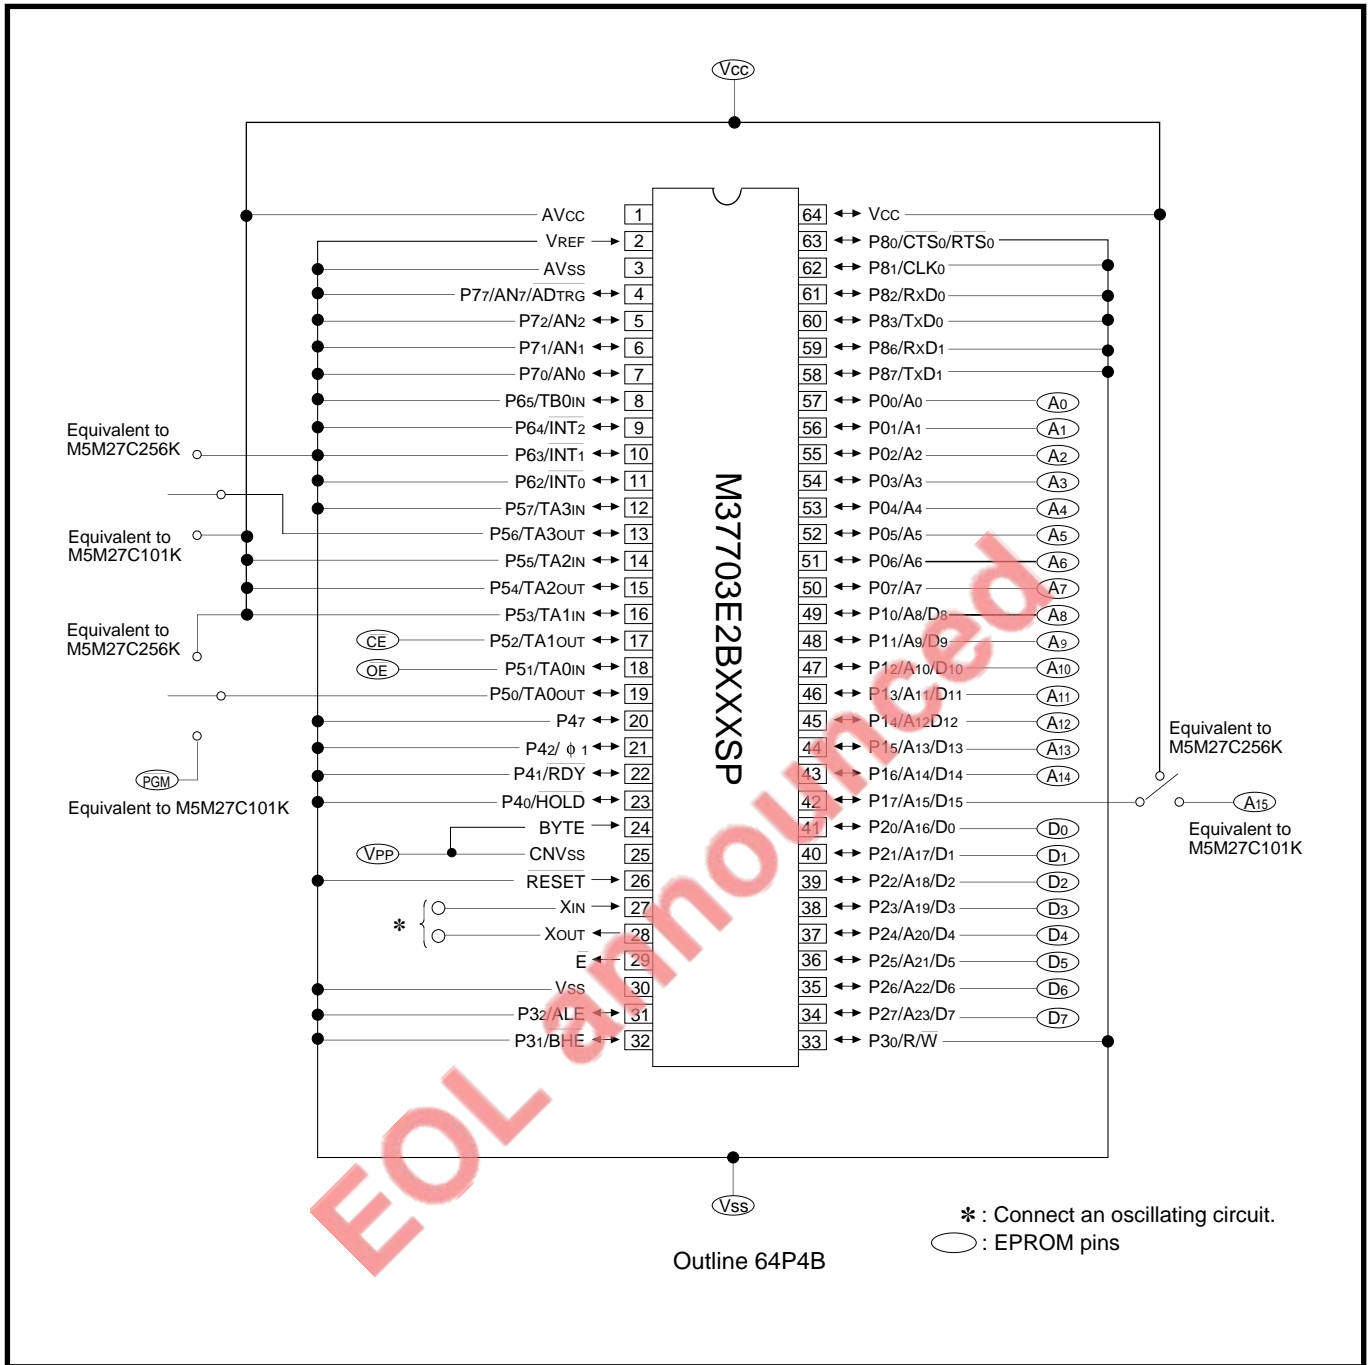 Vcc
AVcc 1
VREF 2
AVss 3
P77/AN7/ADTRG 4
P72/AN2 5
P71/AN1 6
P70/AN0 7
P65/TB0IN 8
P64/INT2 9
P63/INT1 10
P62/INT0 11
P57/TA3IN 12
P56/TA3OUT 13
P55/TA2IN 14
P54/TA2OUT 15
P53/TA1IN 16
CE P52/TA1OUT 17
OE P51/TA0IN 18
P50/TA0OUT 19
P47 20
P42/ ϕ 1 21
P41/RDY 22
P40/HOLD 23
BYTE 24
VPP CNVss 25
RESET 26
XIN 27
XOUT 28
E 29
Vss 30
P32/ALE 31
P31/BHE 32
Equivalent to
M5M27C256K
Equivalent to
M5M27C101K
Equivalent to
M5M27C256K
PGM
Equivalent to M5M27C101K
*
M37703E2BXXXSP
64 Vcc
63 P80/CTS0/RTS0
62 P81/CLK0
61 P82/RxD0
60 P83/TxD0
59 P86/RxD1
58 P87/TxD1
57 P00/A0 A0
56 P01/A1 A1
55 P02/A2 A2
54 P03/A3 A3
53 P04/A4 A4
52 P05/A5 A5
51 P06/A6 A6
50 P07/A7 A7
49 P10/A8/D8 A8
48 P11/A9/D9 A9
47 P12/A10/D10 A10
46 P13/A11/D11 A11
45 P14/A12D12 A12
44 P15/A13/D13 A13
43 P16/A14/D14 A14
42 P17/A15/D15 A15
41 P20/A16/D0 D0
40 P21/A17/D1 D1
39 P22/A18/D2 D2
38 P23/A19/D3 D3
37 P24/A20/D4 D4
36 P25/A21/D5 D5
35 P26/A22/D6 D6
34 P27/A23/D7 D7
33 P30/R/W
Equivalent to
M5M27C256K
Equivalent to
M5M27C101K
EOL announced
Vss
* : Connect an oscillating circuit.
: EPROM pins
Outline 64P4B